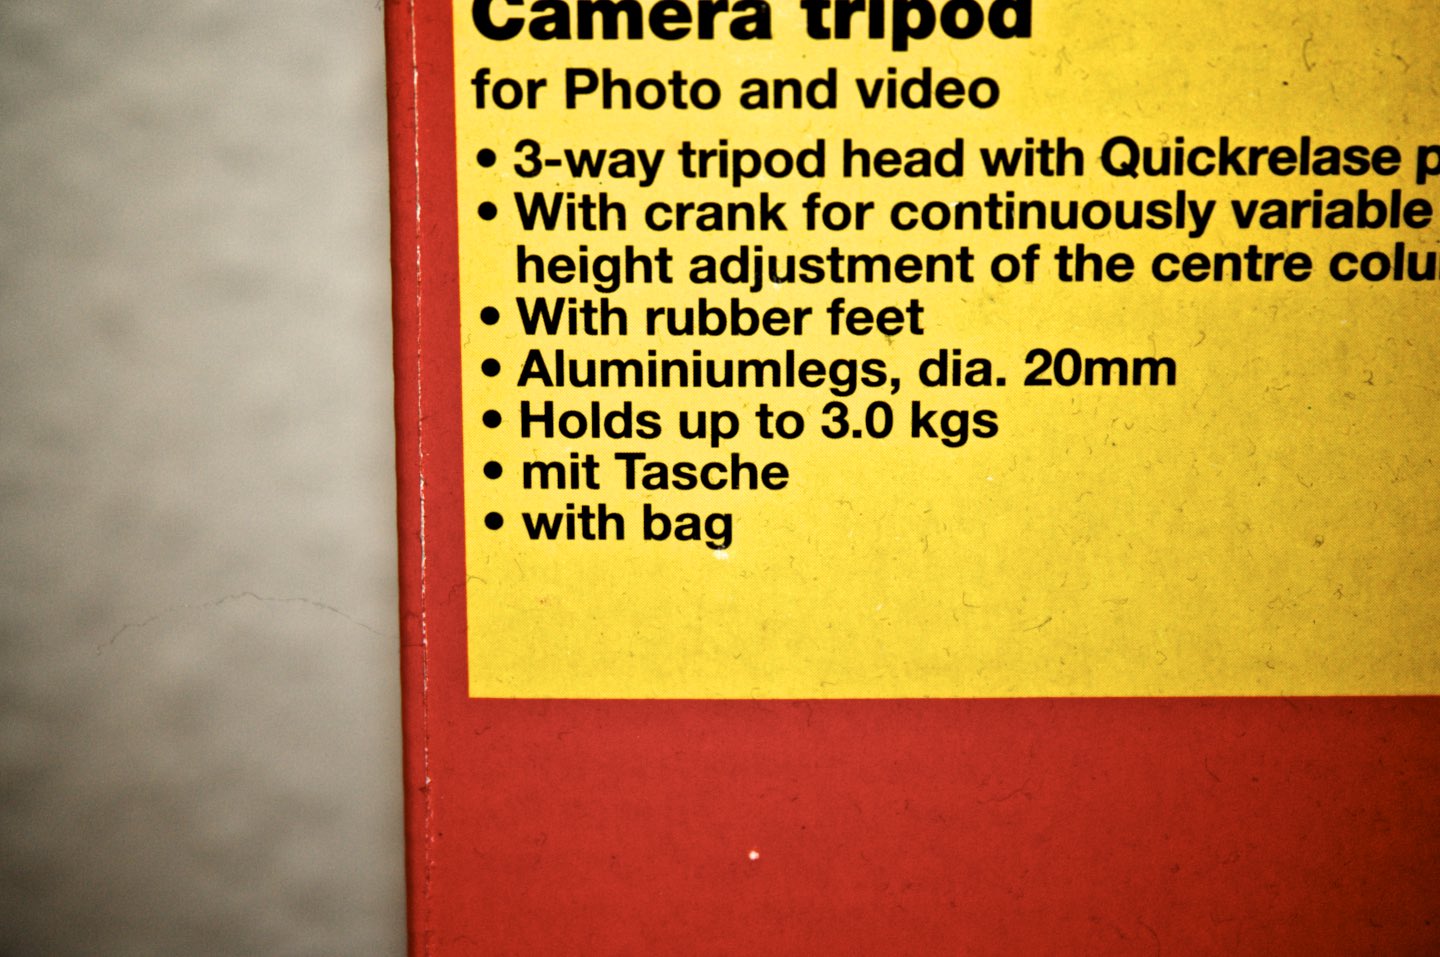 Camera tripod
for Photo and video
• 3-way tripod head with Quickrelase
• With crank for continuously variable
height adjustment of the centre
• With rubber feet
• Aluminiumlegs, dia. 20mm
• Holds up to 3.0 kgs
• mit Tasche
• with bag